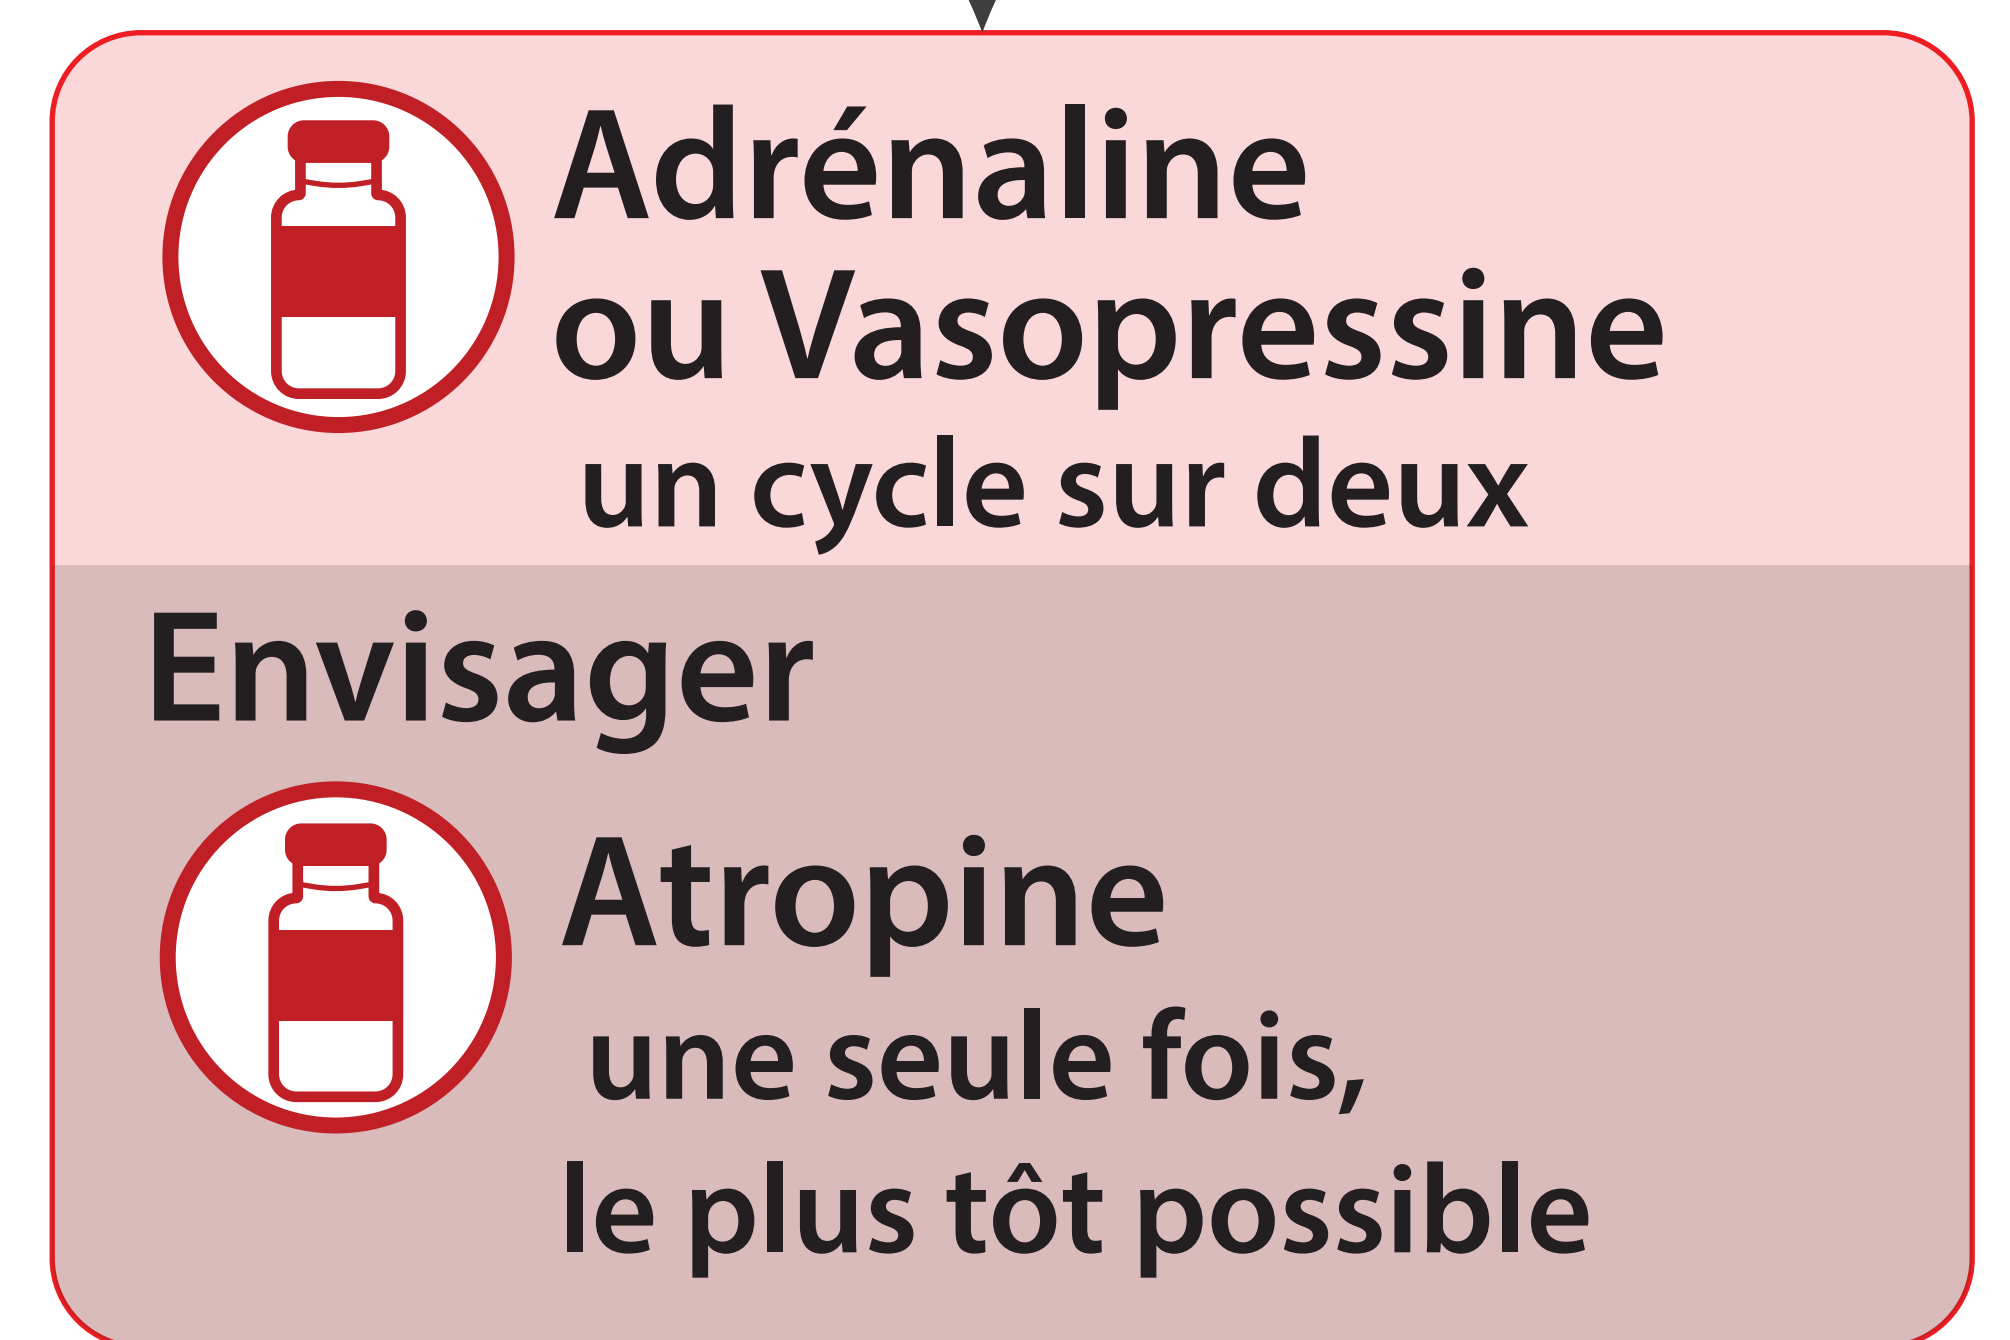 Adrénaline
ou Vasopressine
un cycle sur deux
Envisager
Atropine
une seule fois,
le plus tôt possible